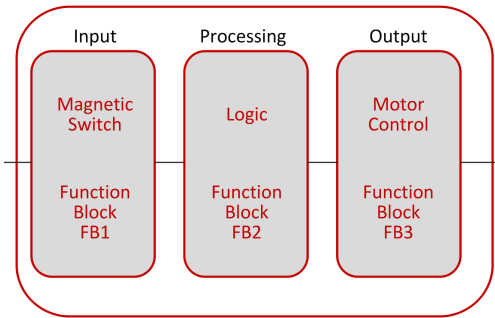 Input
Processing
Output
Magnetic
Switch
Logic
Motor
Control
Function
Block
FB1
Function
Block
FB2
Function
Block
FB3